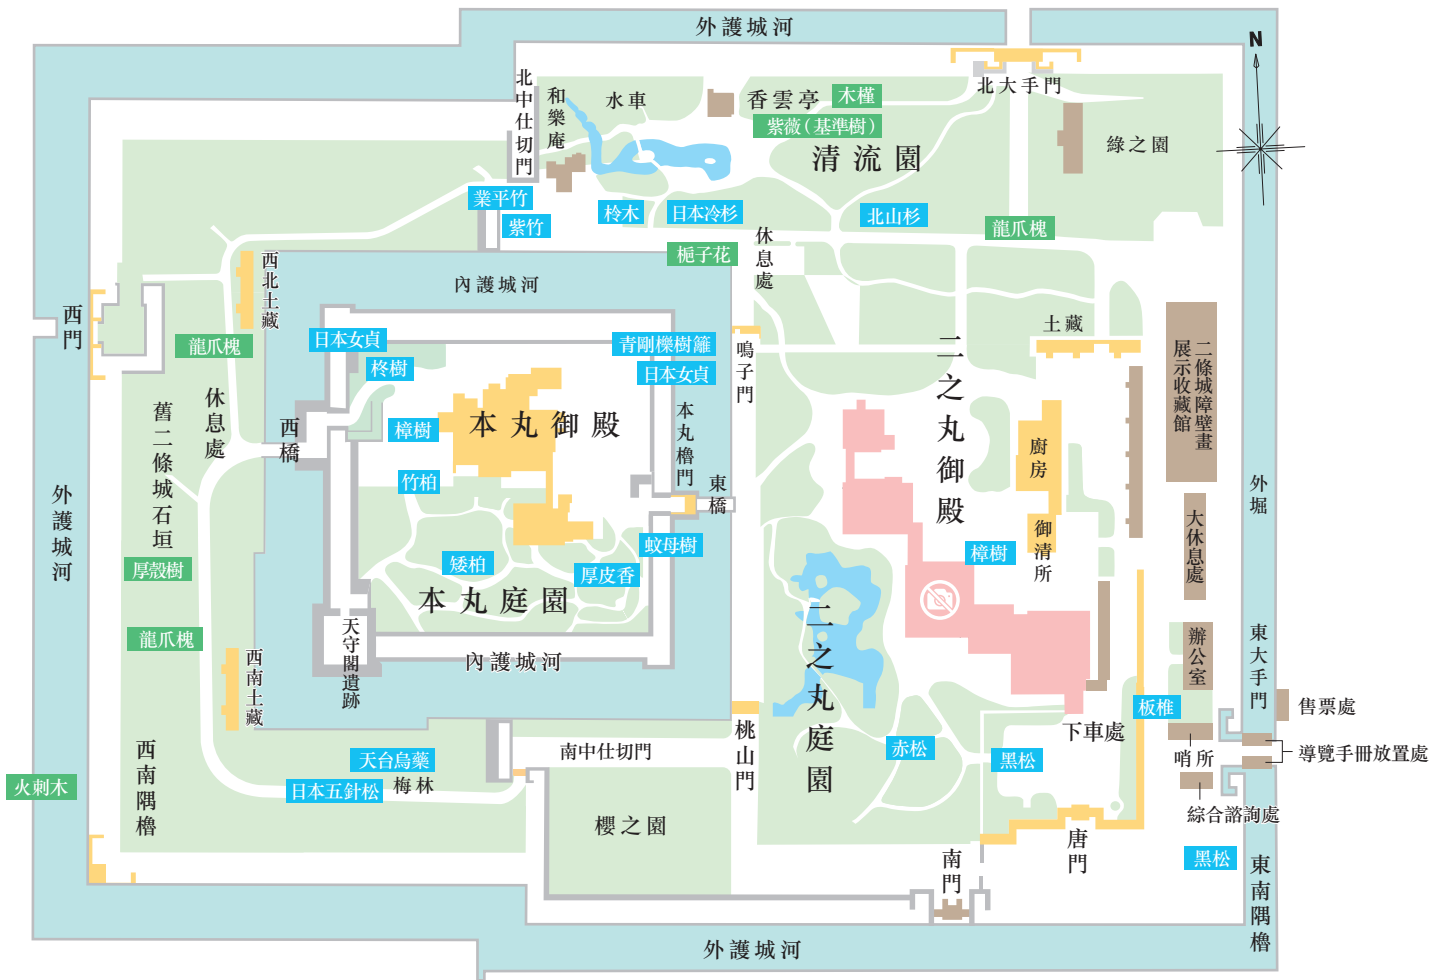 外護城河
N
北大手門
北中仕切門
和樂庵
水車
香雲亭
木槿
紫薇(基準樹)
清流園
綠之園
業平竹
紫竹
柃木
日本冷杉
北山杉
龍爪槐
梔子花
休息處
西北土藏
內護城河
西門
龍爪槐
日本女貞
青剛櫟樹籬
柊樹
日本女貞
鳴子門
土藏
二條城障壁畫
展示收藏館
休息處
舊二條城石垣
西橋
樟樹
本丸御殿
本丸櫓門
二之丸御殿
廚房
竹柏
東橋
外護城河
外堀
大休息處
御清所
樟樹
蚊母樹
矮柏
厚皮香
厚殼樹
本丸庭園
二之丸庭園
龍爪槐
天守閣遺跡
內護城河
西南土藏
辦公室
東大手門
板椎
售票處
桃山門
下車處
赤松
黑松
哨所
導覽手冊放置處
西南隅櫓
天台烏藥
南中仕切門
梅林
日本五針松
火刺木
綜合諮詢處
櫻之園
唐門
南門
黑松
東南隅櫓
外護城河